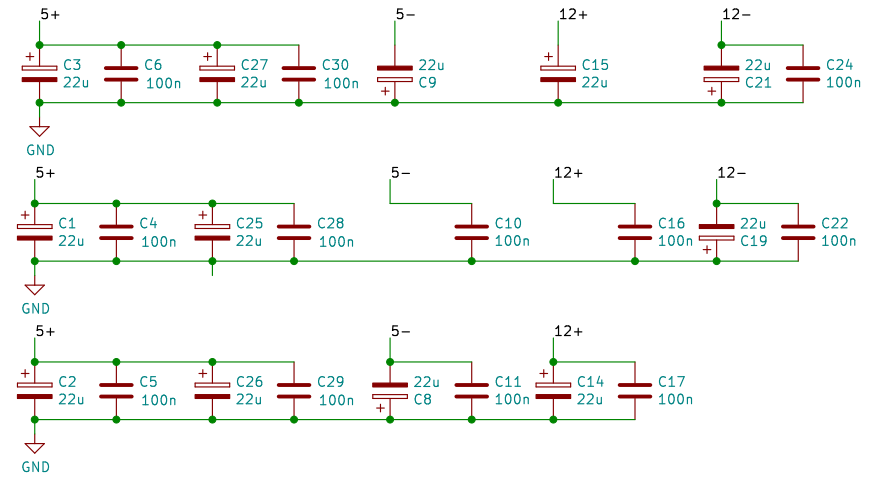 5+ 5- 12+ 12-
C3 C6 C27 C30 22u C15 22u C24
22u 100n 22u 100n C9 22u C21 100n
GND
5+ 5- 12+ 12-
C1 C4 C25 C28 C10 C16 22u C22
22u 100n 22u 100n 100n 100n C19 100n
GND
5+ 5- 12+
C2 C5 C26 C29 22u C11 C14 C17
22u 100n 22u 100n C8 100n 22u 100n
GND